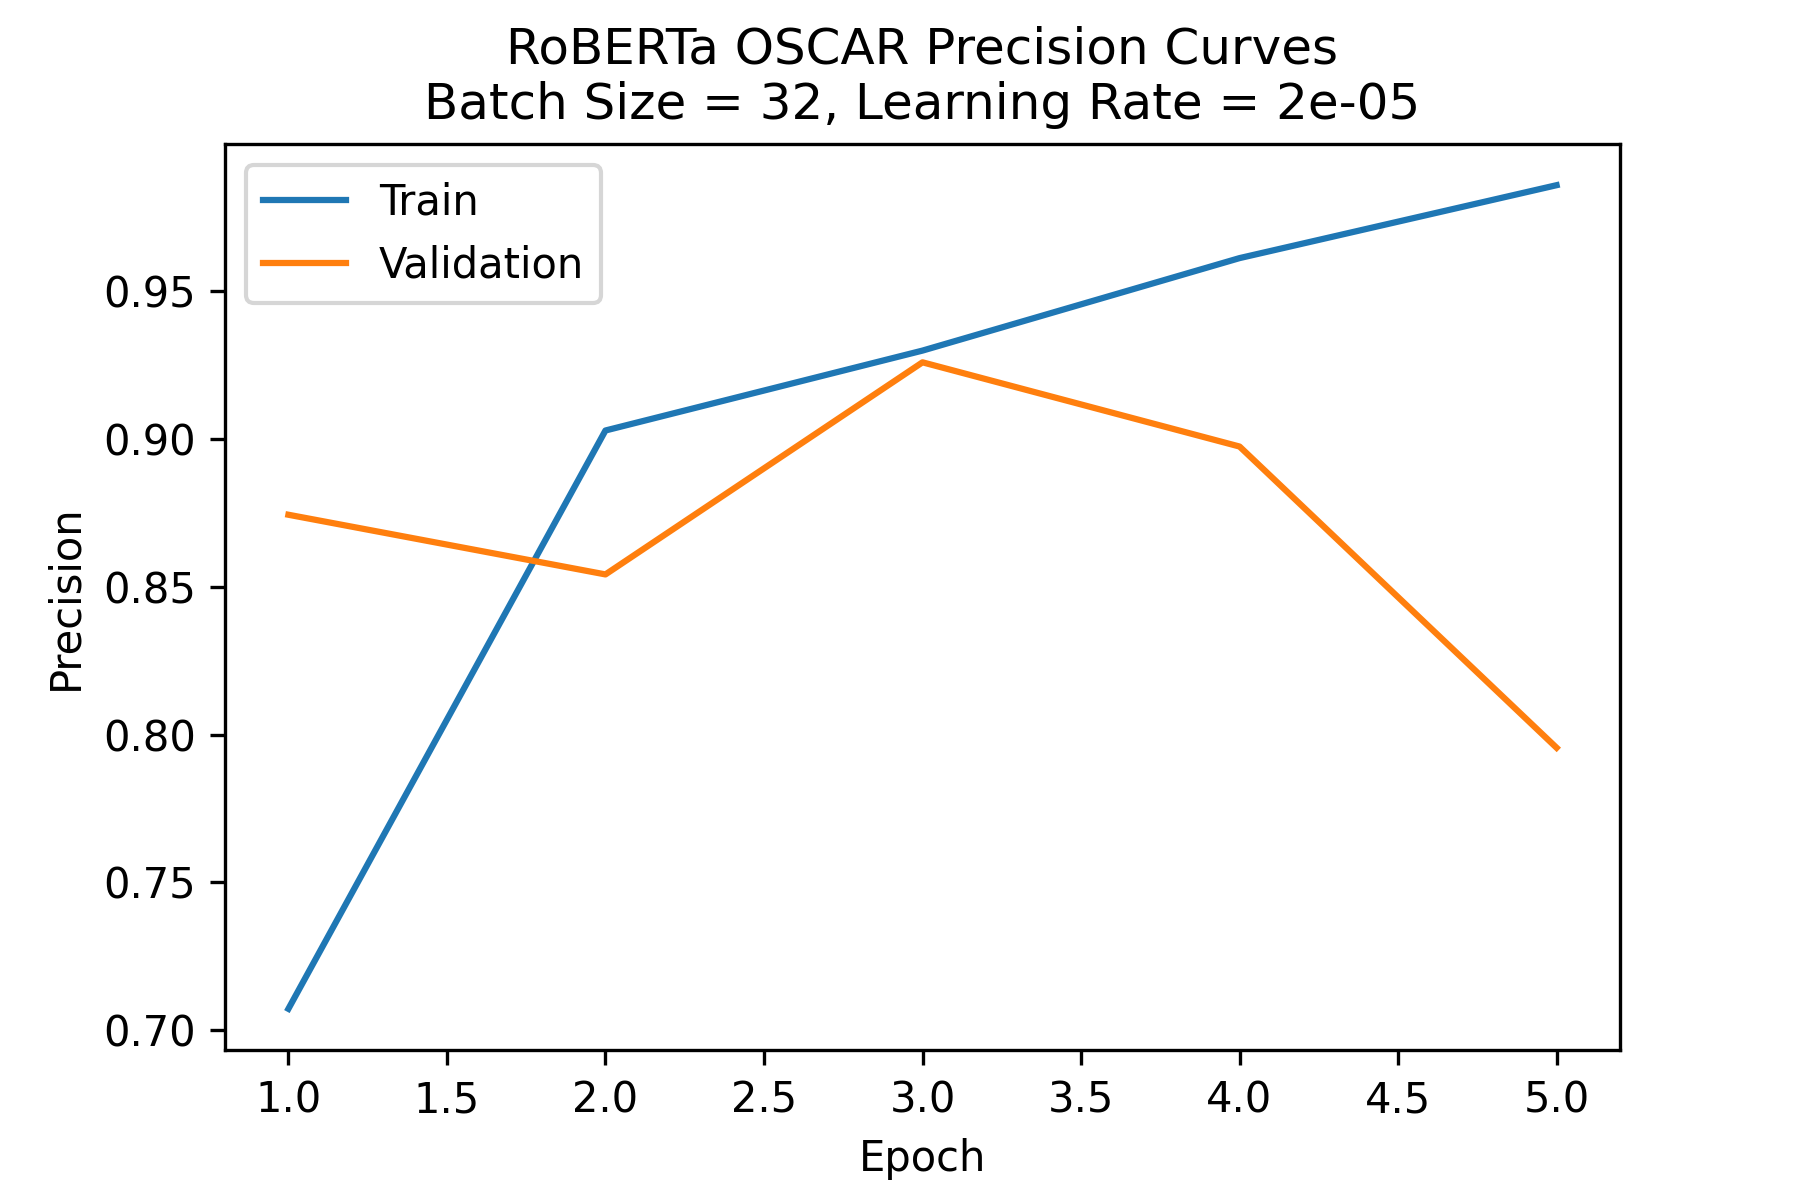 RoBERTa OSCAR Precision Curves
Batch Size = 32, Learning Rate = 2e-05
Train
Validation
0.95
0.90
0.85
0.80
0.75
0.70
Precision
1.0 1.5 2.0 2.5 3.0 3.5 4.0 4.5 5.0
Epoch